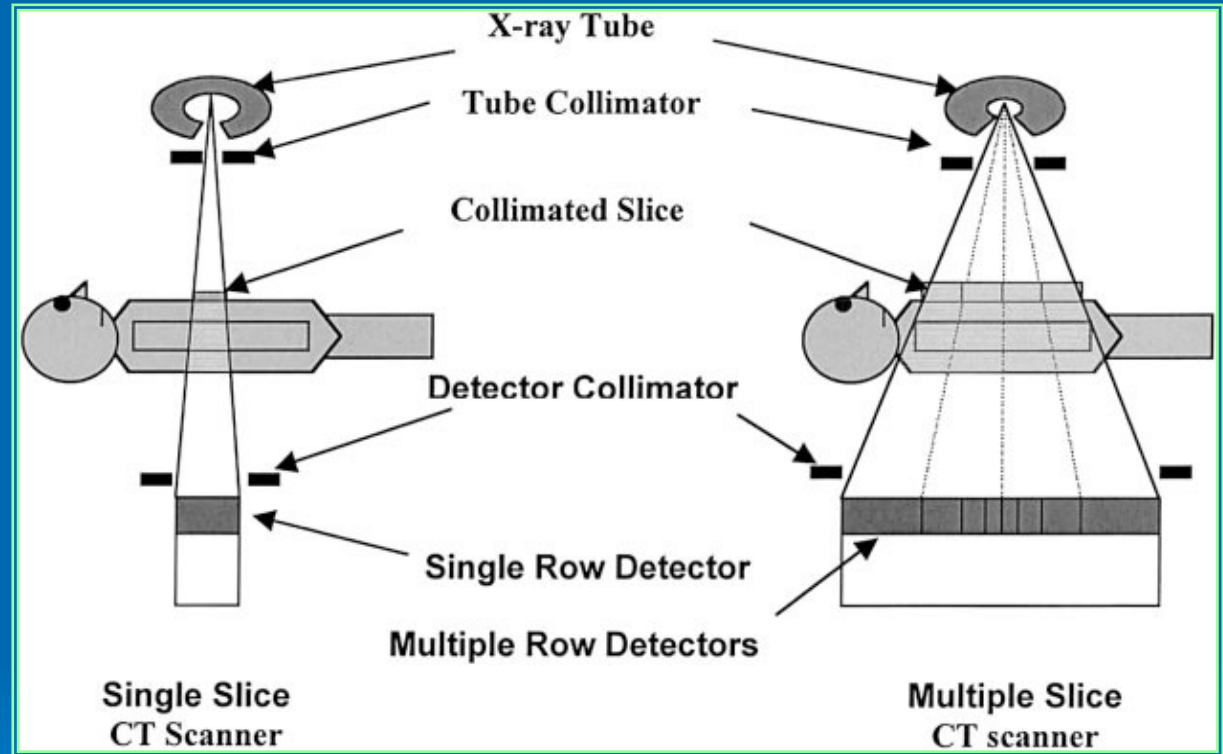 X-ray Tube
Tube Collimator
Collimated Slice
Detector Collimator
Single Row Detector
Multiple Row Detectors
Single Slice
CT Scanner
Multiple Slice
CT scanner